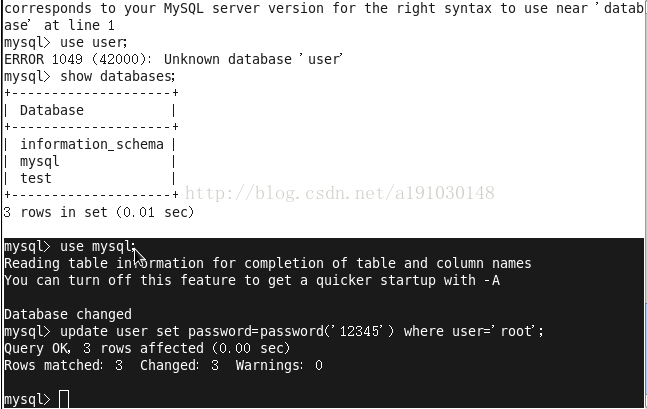 corresponds to your MySQL server version for the right syntax to use near 'datab
ase' at line 1
mysql> use user;
ERROR 1049 (42000): Unknown database 'user'
mysql> show databases;
+--------------------+
| Database           |
+--------------------+
| information_schema |
| mysql              |
| test               |
+--------------------+
http://blog.csdn.net/a191030148
3 rows in set (0.01 sec)
mysql> use mysql;
Reading table information for completion of table and column names
You can turn off this feature to get a quicker startup with -A
Database changed
mysql> update user set password=password('12345') where user='root';
Query OK, 3 rows affected (0.00 sec)
Rows matched: 3  Changed: 3  Warnings: 0
mysql>